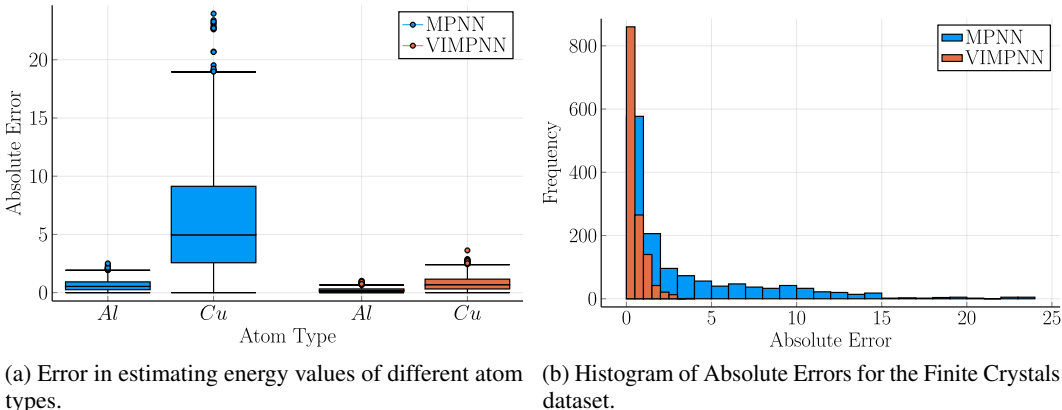 20
15
10
5
0
Absolute Error
Al
Cu
Al
Cu
Atom Type
MPNN
VIMPNN
800
600
400
200
0
Frequency
0
5
10
15
20
25
Absolute Error
MPNN
VIMPNN
(a) Error in estimating energy values of different atom
types.
(b) Histogram of Absolute Errors for the Finite Crystals
dataset.